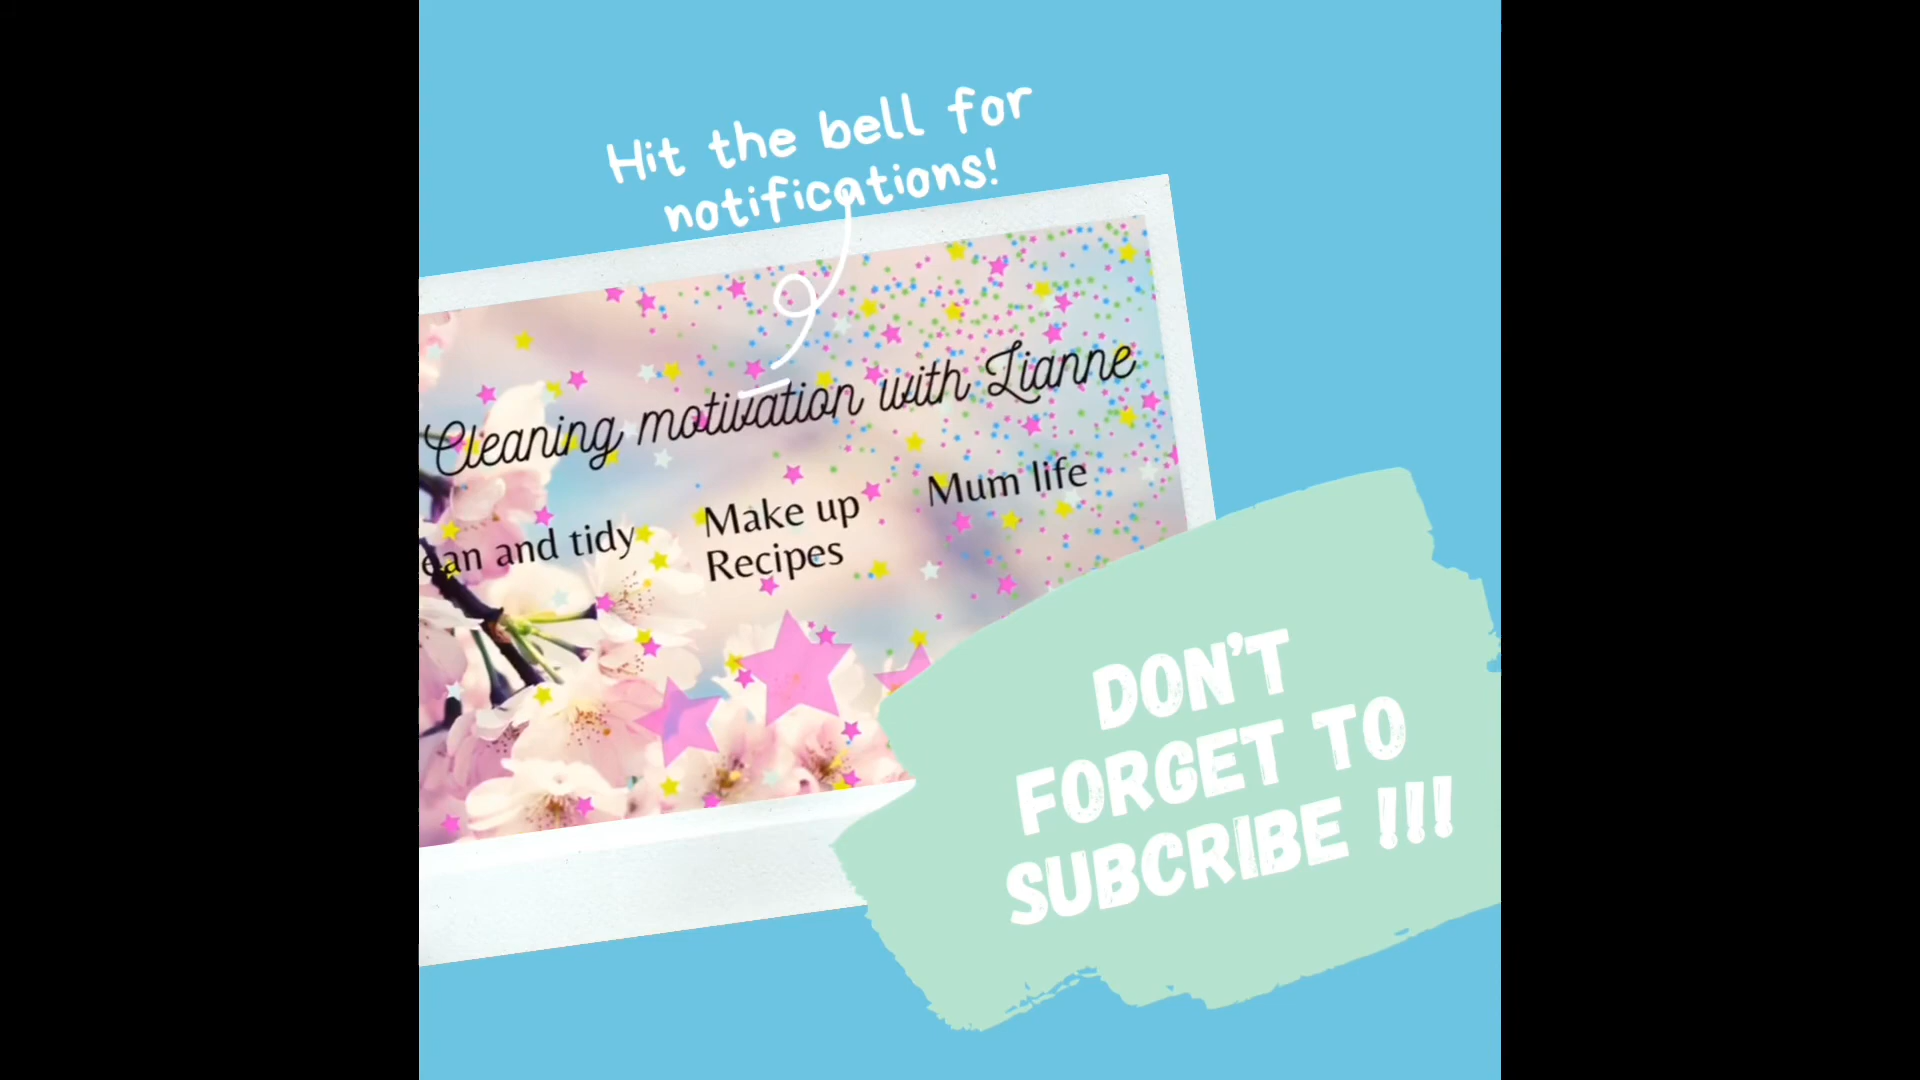 Hit the bell for
notifications!
Cleaning motivation with Lianne
and tidy
Make up
Recipes
Mum life
DON'T
FORGET TO
SUBCRIBE !!!